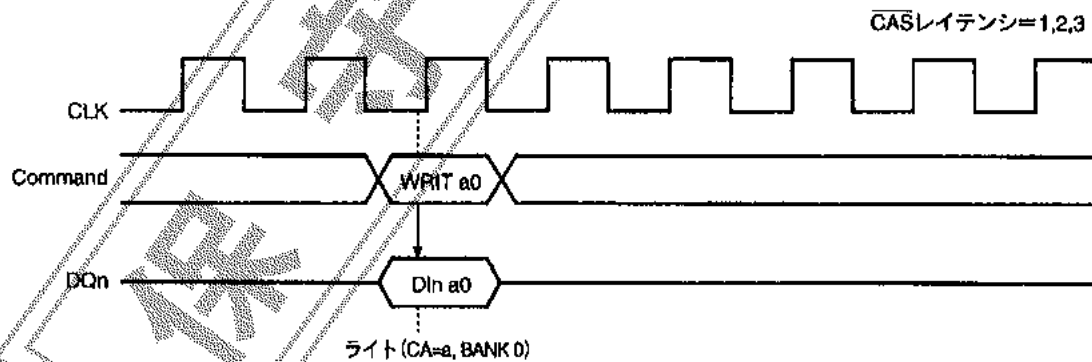 CASレイテンシ=1,2,3
CLK
Command
WRIT a0
DQn
DIn a0
ライト(CA=a, BANK 0)